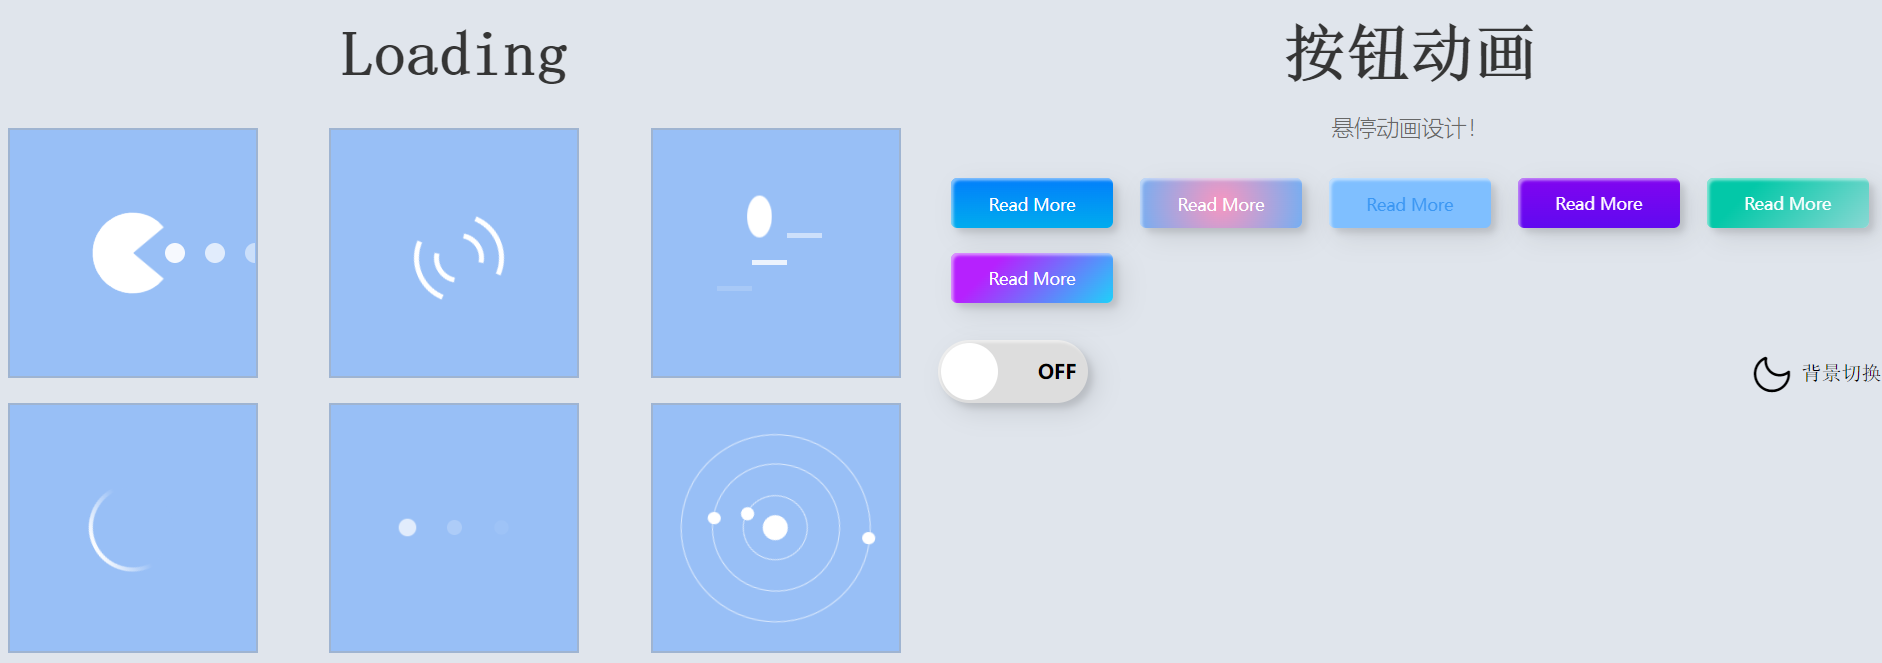 Loading
按钮动画
悬停动画设计！
Read More
Read More
Read More
Read More
Read More
Read More
OFF
背景切换